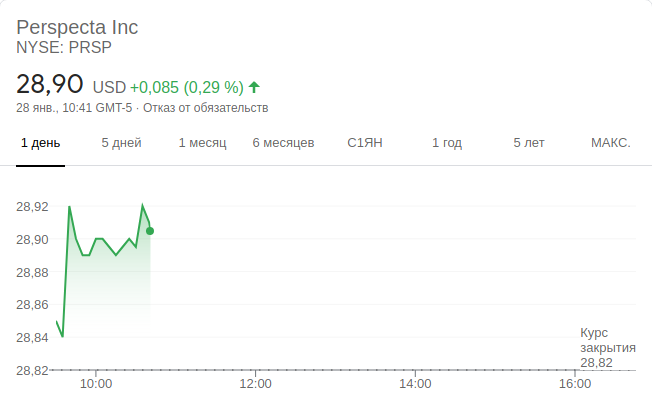 Perspecta Inc
NYSE: PRSP
28,90 USD +0,085 (0,29 %)
28 янв., 10:41 GMT-5 · Отказ от обязательств
1 день 5 дней 1 месяц 6 месяцев С1ЯН 1 год 5 лет МАКС.
28,92
28,90
28,88
28,86
28,84
Курс
закрытия
28,82
28,82
10:00 12:00 14:00 16:00